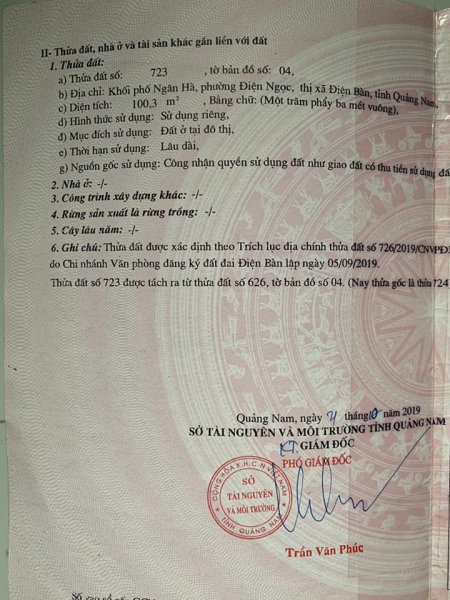 II- Thửa đất, nhà ở và tài sản khác gắn liền với đất
1. Thửa đất:
a) Thửa đất số: 723 , tờ bản đồ số: 04,
b) Địa chỉ: Khối phố Ngân Hà, phường Điện Ngọc, thị xã Điện Bàn, tỉnh Quảng Nam,
c) Diện tích: 100,3 m², Bằng chữ: (Một trăm phẩy ba mét vuông),
d) Hình thức sử dụng: Sử dụng riêng,
đ) Mục đích sử dụng: Đất ở tại đô thị,
e) Thời hạn sử dụng: Lâu dài,
g) Nguồn gốc sử dụng: Công nhận quyền sử dụng đất như giao đất có thu tiền sử dụng đất
2. Nhà ở: -/-
3. Công trình xây dựng khác: -/-
4. Rừng sản xuất là rừng trồng: -/-
5. Cây lâu năm: -/-
6. Ghi chú: Thửa đất được xác định theo Trích lục địa chính thửa đất số 726/2019/CNVPĐ
do Chi nhánh Văn phòng đăng ký đất đai Điện Bàn lập ngày 05/09/2019.
Thửa đất số 723 được tách ra từ thửa đất số 626, tờ bản đồ số 04. (Nay thửa gốc là thửa 724
Quảng Nam, ngày 4 tháng 10 năm 2019
SỞ TÀI NGUYÊN VÀ MÔI TRƯỜNG TỈNH QUẢNG NAM
KT. GIÁM ĐỐC
PHÓ GIÁM ĐỐC
CỘNG HÒA X.H.C.N VIỆT NAM
SỞ
TÀI NGUYÊN
VÀ MÔI TRƯỜNG
TỈNH QUẢNG NAM
Trần Văn Phúc